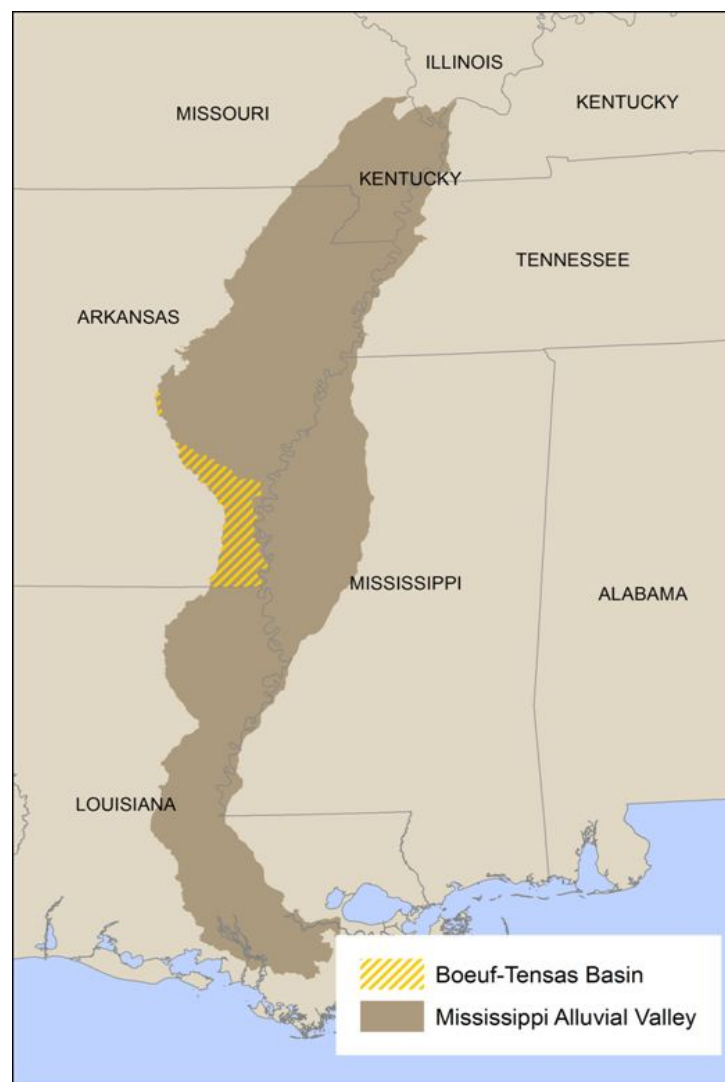 ILLINOIS
MISSOURI
KENTUCKY
KENTUCKY
TENNESSEE
ARKANSAS
MISSISSIPPI
ALABAMA
LOUISIANA
Boeuf-Tensas Basin
Mississippi Alluvial Valley